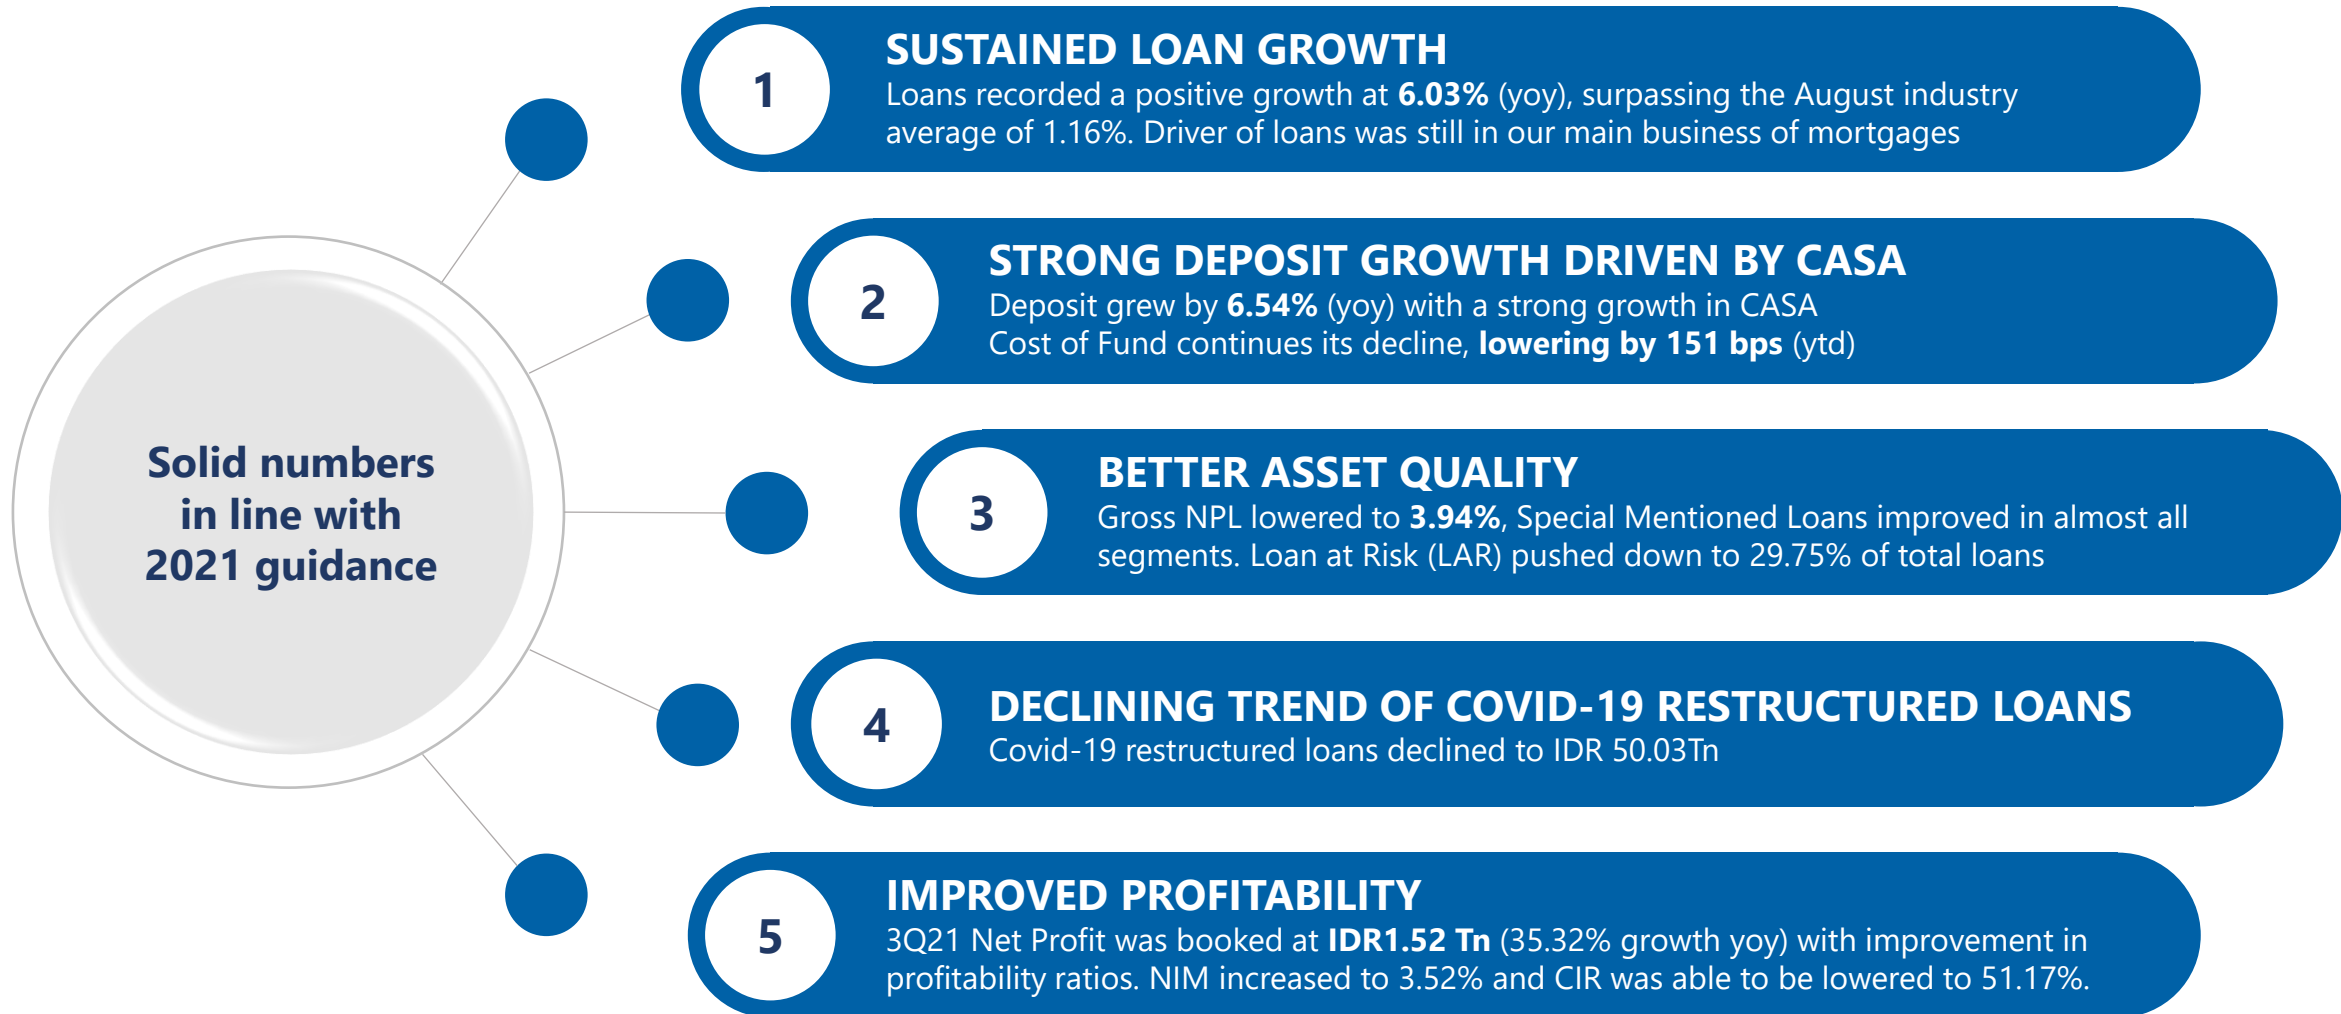 Solid numbers
in line with
2021 guidance
1
SUSTAINED LOAN GROWTH
Loans recorded a positive growth at 6.03% (yoy), surpassing the August industry
average of 1.16%. Driver of loans was still in our main business of mortgages
2
STRONG DEPOSIT GROWTH DRIVEN BY CASA
Deposit grew by 6.54% (yoy) with a strong growth in CASA
Cost of Fund continues its decline, lowering by 151 bps (ytd)
3
BETTER ASSET QUALITY
Gross NPL lowered to 3.94%, Special Mentioned Loans improved in almost all
segments. Loan at Risk (LAR) pushed down to 29.75% of total loans
4
DECLINING TREND OF COVID-19 RESTRUCTURED LOANS
Covid-19 restructured loans declined to IDR 50.03Tn
5
IMPROVED PROFITABILITY
3Q21 Net Profit was booked at IDR1.52 Tn (35.32% growth yoy) with improvement in
profitability ratios. NIM increased to 3.52% and CIR was able to be lowered to 51.17%.